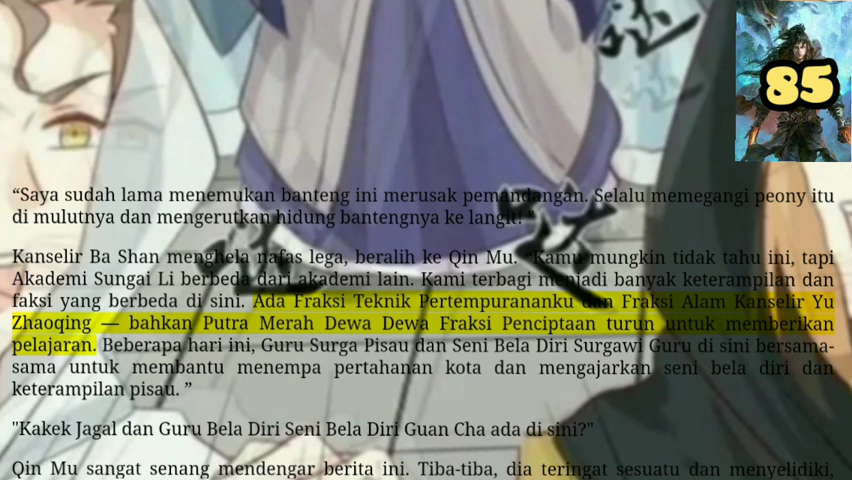 85
“Saya sudah lama menemukan banteng ini merusak pemandangan. Selalu memegangi peony itu
di mulutnya dan mengerutkan hidung bantengnya ke langit! ”
Kanselir Ba Shan menghela nafas lega, beralih ke Qin Mu. “Kamu mungkin tidak tahu ini, tapi
Akademi Sungai Li berbeda dari akademi lain. Kami terbagi menjadi banyak keterampilan dan
faksi yang berbeda di sini. Ada Fraksi Teknik Pertempurananku dan Fraksi Alam Kanselir Yu
Zhaoqing — bahkan Putra Merah Dewa Dewa Fraksi Penciptaan turun untuk memberikan
pelajaran. Beberapa hari ini, Guru Surga Pisau dan Seni Bela Diri Surgawi Guru di sini bersama-
sama untuk membantu menempa pertahanan kota dan mengajarkan seni bela diri dan
keterampilan pisau. ”
"Kakek Jagal dan Guru Bela Diri Seni Bela Diri Guan Cha ada di sini?"
Qin Mu sangat senang mendengar berita ini. Tiba-tiba, dia teringat sesuatu dan menyelidiki,